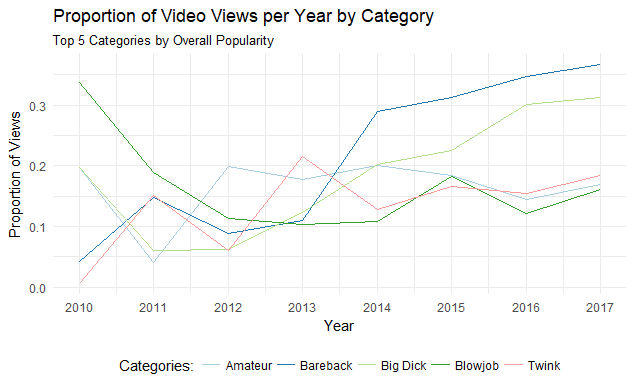 Proportion of Video Views per Year by Category
Top 5 Categories by Overall Popularity
Proportion of Views
0.3
0.2
0.1
0.0
2010 2011 2012 2013 2014 2015 2016 2017
Year
Categories: Amateur Bareback Big Dick Blowjob Twink